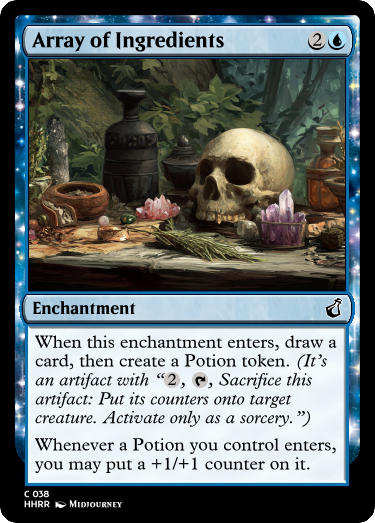 Array of Ingredients 2
Enchantment
When this enchantment enters, draw a
card, then create a Potion token. (It's
an artifact with “2, , Sacrifice this
artifact: Put its counters onto target
creature. Activate only as a sorcery.”)
Whenever a Potion you control enters,
you may put a +1/+1 counter on it.
C 038
HHRR Midjourney